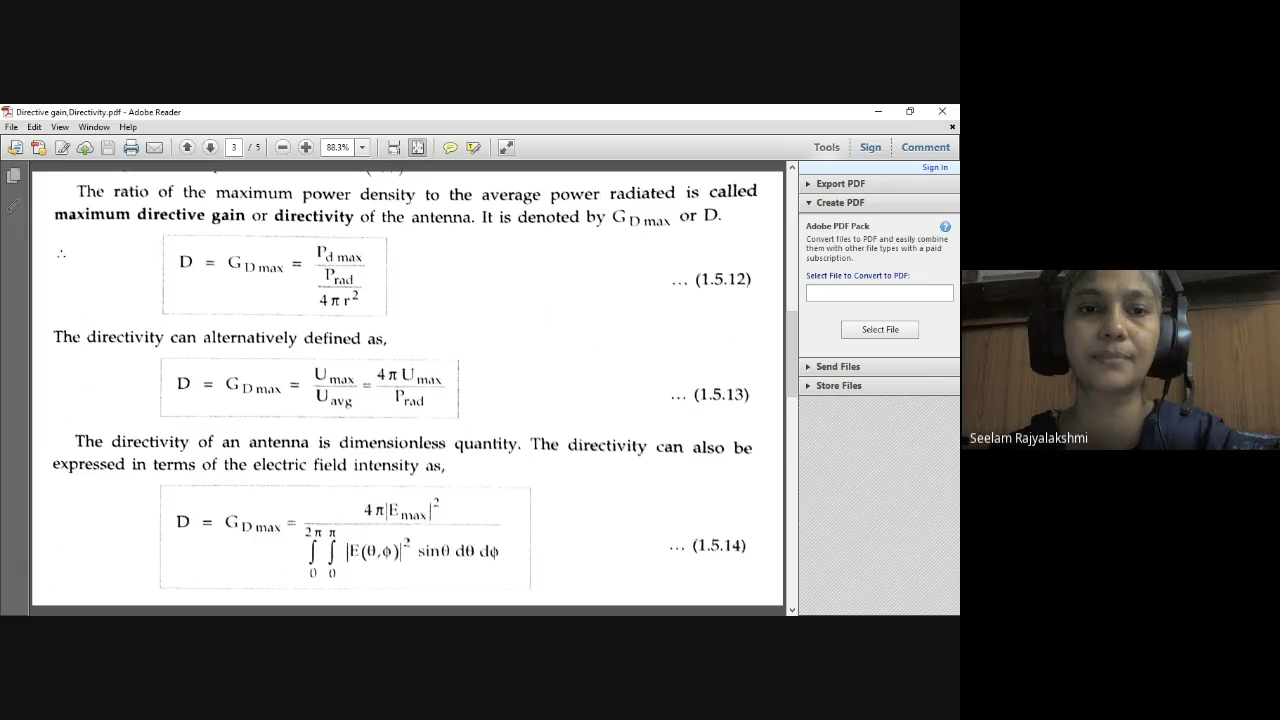 Directive gain,Directivity.pdf - Adobe Reader
File Edit View Window Help
3 / 5 88.3% Tools Sign Comment
Sign In
The ratio of the maximum power density to the average power radiated is called
maximum directive gain or directivity of the antenna. It is denoted by G_D max or D.
∴ D = G_D max = P_d max / (P_rad / 4 π r²) ... (1.5.12)
The directivity can alternatively defined as,
D = G_D max = U_max / U_avg = 4 π U_max / P_rad ... (1.5.13)
The directivity of an antenna is dimensionless quantity. The directivity can also be
expressed in terms of the electric field intensity as,
D = G_D max = 4 π|E_max|² / ∫₀^2π ∫₀^π |E(θ,ϕ)|² sinθ dθ dϕ ... (1.5.14)
Export PDF
Create PDF
Adobe PDF Pack
Convert files to PDF and easily combine
them with other file types with a paid
subscription.
Select File to Convert to PDF:
Select File
Send Files
Store Files
Seelam Rajyalakshmi